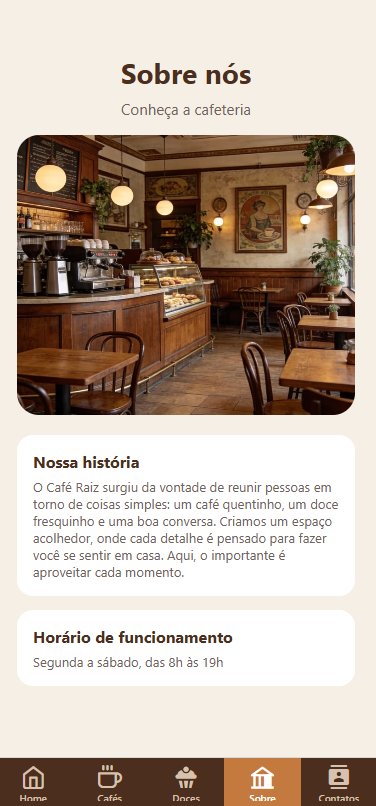 Sobre nós
Conheça a cafeteria
Nossa história
O Café Raiz surgiu da vontade de reunir pessoas em
torno de coisas simples: um café quentinho, um doce
fresquinho e uma boa conversa. Criamos um espaço
acolhedor, onde cada detalhe é pensado para fazer
você se sentir em casa. Aqui, o importante é
aproveitar cada momento.
Horário de funcionamento
Segunda a sábado, das 8h às 19h
Home
Cafés
Doces
Sobre
Contatos